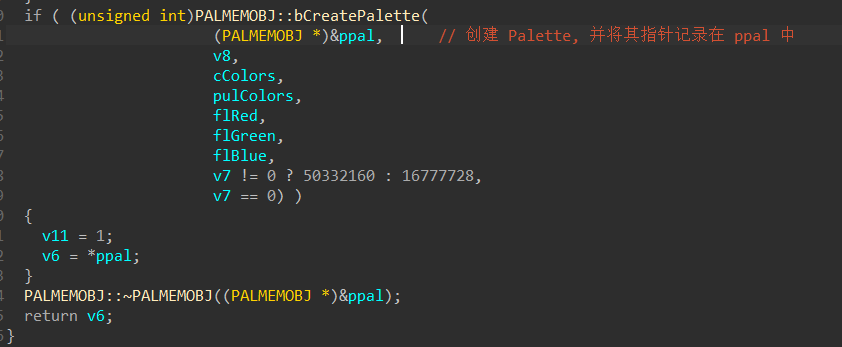 if ( (unsigned int)PALMEMOBJ::bCreatePalette(
(PALMEMOBJ *)&ppal, // 创建 Palette, 并将其指针记录在 ppal 中
v8,
cColors,
pulColors,
flRed,
flGreen,
flBlue,
v7 != 0 ? 50332160 : 16777728,
v7 == 0) )
{
v11 = 1;
v6 = *ppal;
}
PALMEMOBJ::~PALMEMOBJ((PALMEMOBJ *)&ppal);
return v6;
}